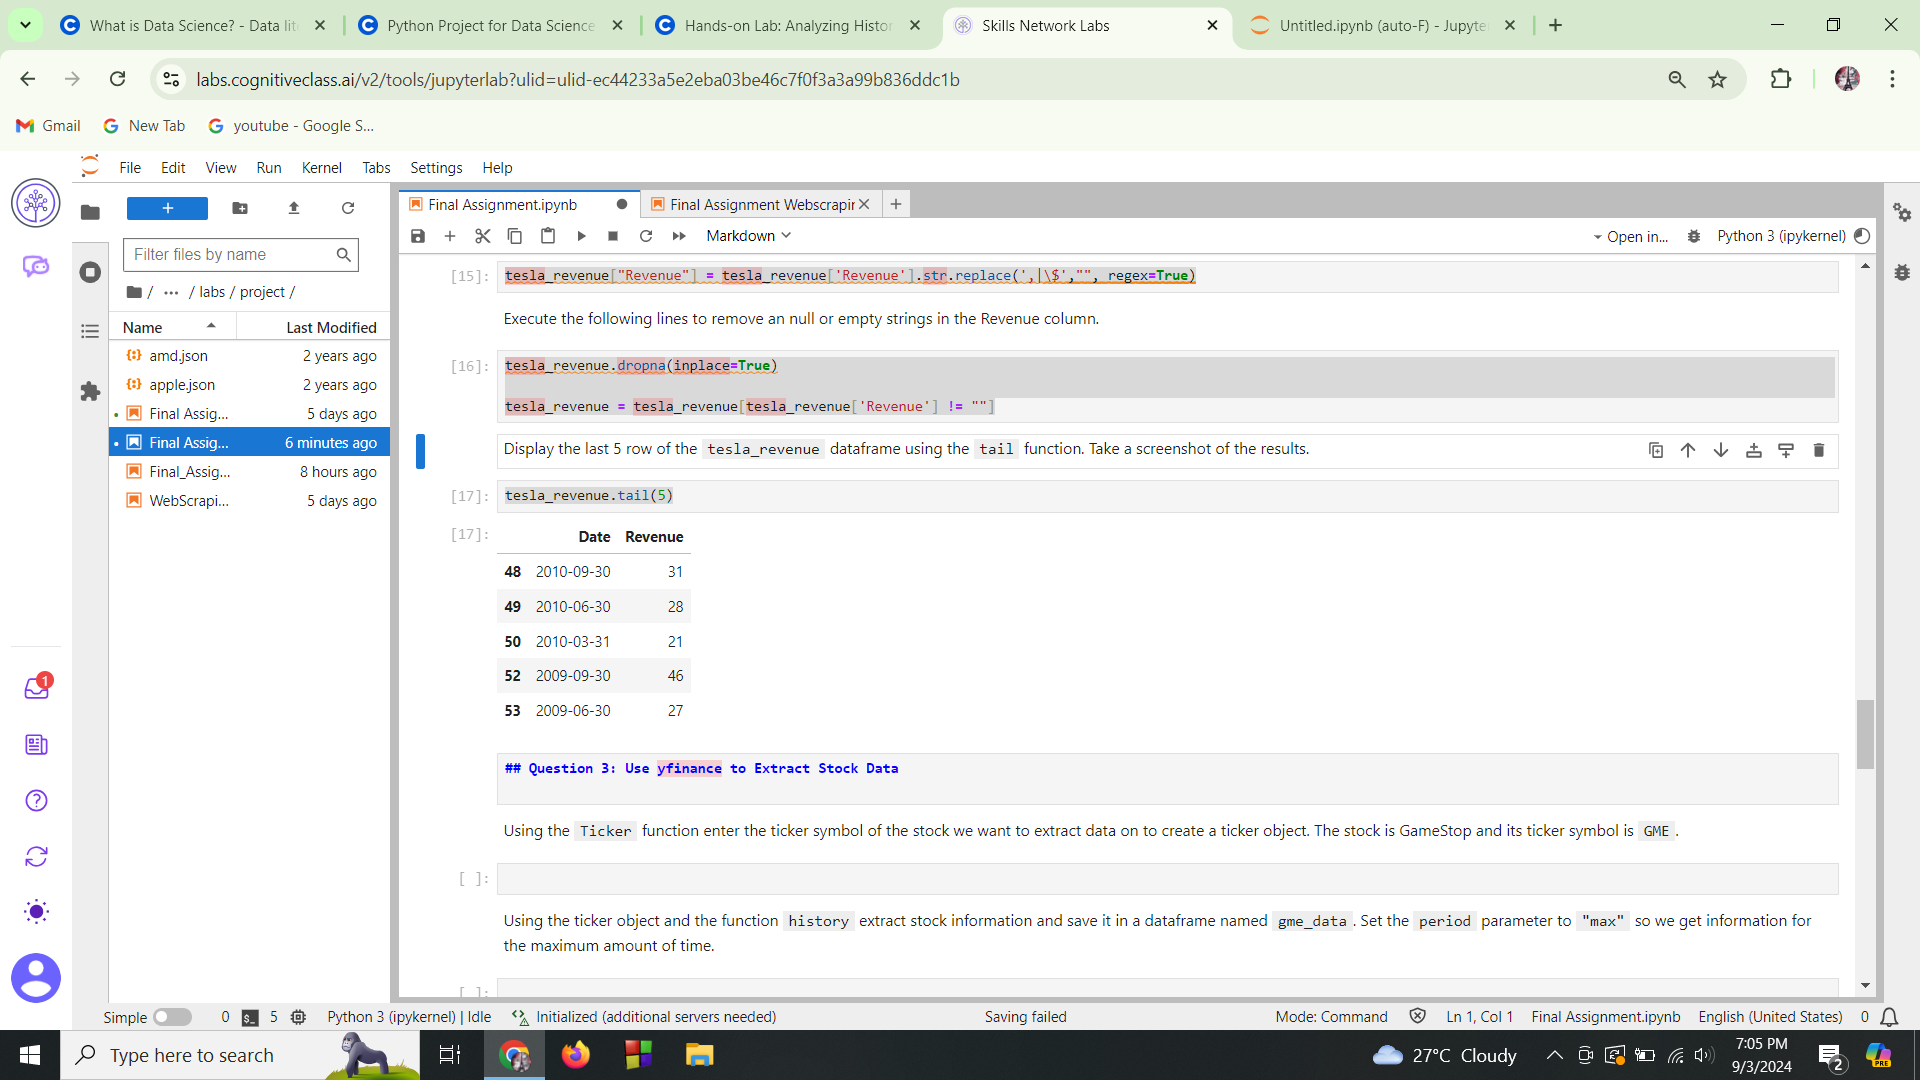 What is Data Science? - Data lit
Python Project for Data Science
Hands-on Lab: Analyzing Histor
Skills Network Labs
Untitled.ipynb (auto-F) - Jupyte
labs.cognitiveclass.ai/v2/tools/jupyterlab?ulid=ulid-ec44233a5e2eba03be46c7f0f3a3a99b836ddc1b
Gmail
New Tab
youtube - Google S...
File Edit View Run Kernel Tabs Settings Help
Final Assignment.ipynb
Final Assignment Webscrapin
Filter files by name
/ ... / labs / project /
Markdown
Open in...
Python 3 (ipykernel)
Name Last Modified
amd.json 2 years ago
apple.json 2 years ago
Final Assig... 5 days ago
Final Assig... 6 minutes ago
Final_Assig... 8 hours ago
WebScrapi... 5 days ago
[15]: tesla_revenue["Revenue"] = tesla_revenue['Revenue'].str.replace(',|\$',"", regex=True)
Execute the following lines to remove an null or empty strings in the Revenue column.
[16]: tesla_revenue.dropna(inplace=True)
tesla_revenue = tesla_revenue[tesla_revenue['Revenue'] != ""]
Display the last 5 row of the tesla_revenue dataframe using the tail function. Take a screenshot of the results.
[17]: tesla_revenue.tail(5)
[17]: Date Revenue
48 2010-09-30 31
49 2010-06-30 28
50 2010-03-31 21
52 2009-09-30 46
53 2009-06-30 27
## Question 3: Use yfinance to Extract Stock Data
Using the Ticker function enter the ticker symbol of the stock we want to extract data on to create a ticker object. The stock is GameStop and its ticker symbol is GME .
[ ]:
Using the ticker object and the function history extract stock information and save it in a dataframe named gme_data . Set the period parameter to "max" so we get information for
the maximum amount of time.
[ ]:
1
Simple 0 5 Python 3 (ipykernel) | Idle Initialized (additional servers needed) Saving failed Mode: Command Ln 1, Col 1 Final Assignment.ipynb English (United States) 0
Type here to search
27°C Cloudy
7:05 PM
9/3/2024
2
PRE